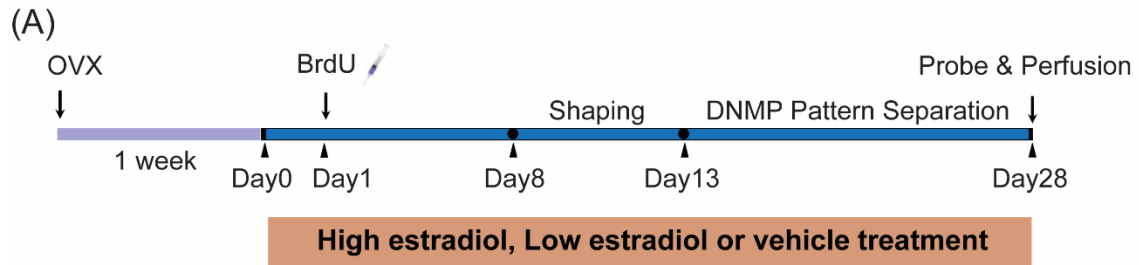 (A)
OVX
BrdU
Probe & Perfusion
Shaping
DNMP Pattern Separation
1 week
Day0
Day1
Day8
Day13
Day28
High estradiol, Low estradiol or vehicle treatment